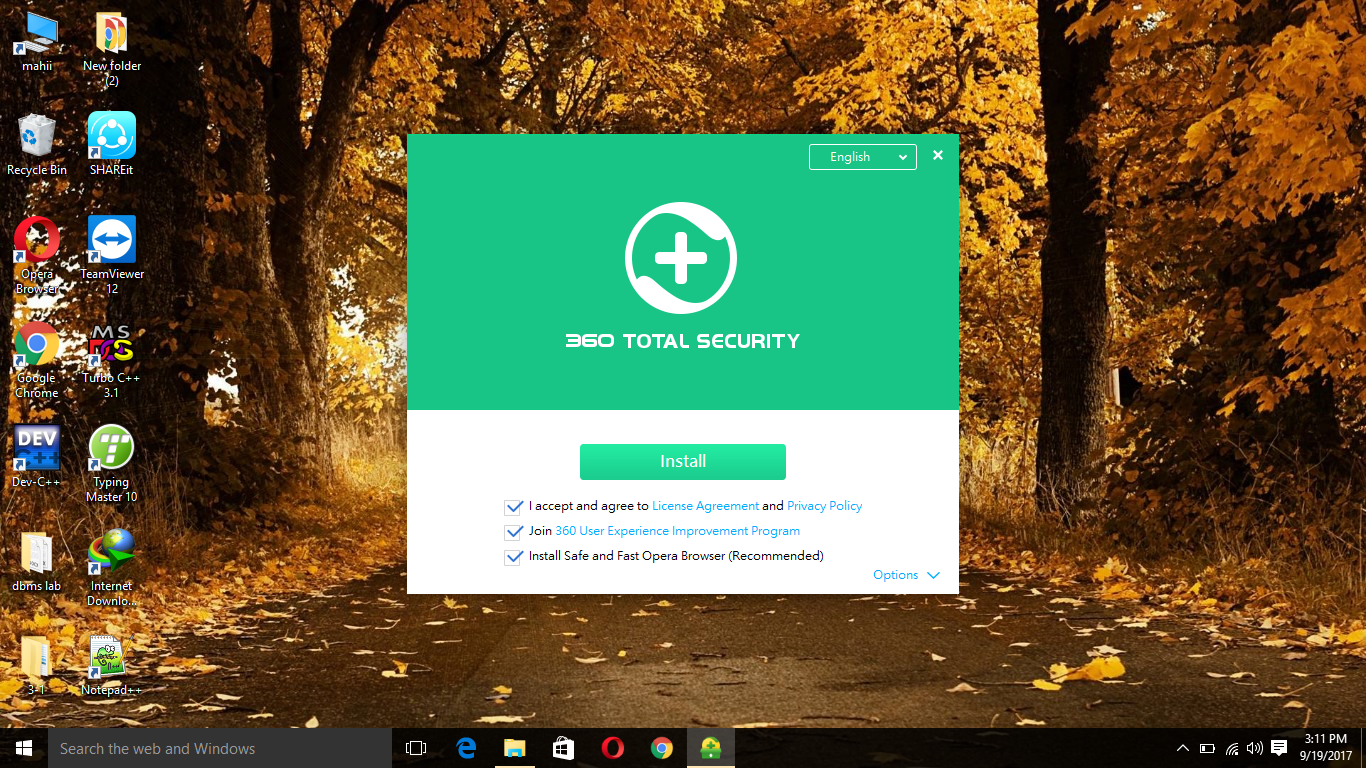 mahii
New folder
(2)
Recycle Bin
SHAREit
Opera
Browser
TeamViewer
12
Google
Chrome
MS
Turbo C++
3.1
DEV
C++
Dev-C++
Typing
Master 10
dbms lab
Internet
Downlo...
3-1
Notepad++
English
360 TOTAL SECURITY
Install
I accept and agree to License Agreement and Privacy Policy
Join 360 User Experience Improvement Program
Install Safe and Fast Opera Browser (Recommended)
Options
Search the web and Windows
3:11 PM
9/19/2017